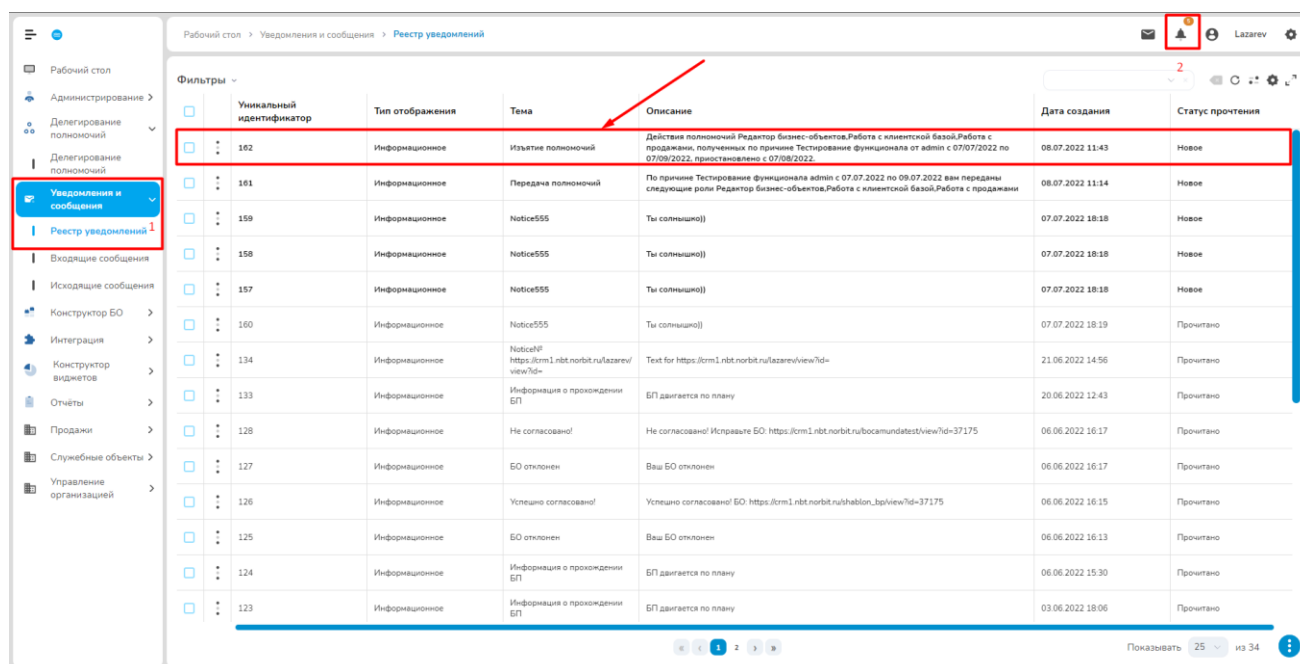 Рабочий стол > Уведомления и сообщения > Реестр уведомлений
1
Lazarev
2
Рабочий стол
Администрирование
Делегирование
полномочий
Делегирование
полномочий
Уведомления и
сообщения
Реестр уведомлений 1
Входящие сообщения
Исходящие сообщения
Конструктор БО
Интеграция
Конструктор
виджетов
Отчёты
Продажи
Служебные объекты
Управление
организацией
Фильтры
Уникальный
идентификатор
Тип отображения
Тема
Описание
Дата создания
Статус прочтения
Действия полномочий Редактор бизнес-объектов,Работа с клиентской базой,Работа с
162 Информационное Изъятие полномочий продажами, полученных по причине Тестирование функционала от admin с 07/07/2022 по 08.07.2022 11:43 Новое
07/09/2022, приостановлено с 07/08/2022.
По причине Тестирование функционала admin с 07.07.2022 по 09.07.2022 вам переданы
161 Информационное Передача полномочий следующие роли Редактор бизнес-объектов,Работа с клиентской базой,Работа с продажами 08.07.2022 11:14 Новое
159 Информационное Notice555 Ты солнышко)) 07.07.2022 18:18 Новое
158 Информационное Notice555 Ты солнышко)) 07.07.2022 18:18 Новое
157 Информационное Notice555 Ты солнышко)) 07.07.2022 18:18 Новое
160 Информационное Notice555 Ты солнышко)) 07.07.2022 18:19 Прочитано
Notice№
134 Информационное https://crm1.nbt.norbit.ru/lazarev/ Text for https://crm1.nbt.norbit.ru/lazarev/view?id= 21.06.2022 14:56 Прочитано
view?id=
133 Информационное Информация о прохождении БП двигается по плану 20.06.2022 12:43 Прочитано
БП
128 Информационное Не согласовано! Не согласовано! Исправьте БО: https://crm1.nbt.norbit.ru/bocamundatest/view?id=37175 06.06.2022 16:17 Прочитано
127 Информационное БО отклонен Ваш БО отклонен 06.06.2022 16:17 Прочитано
126 Информационное Успешно согласовано! Успешно согласовано! БО: https://crm1.nbt.norbit.ru/shablon_bp/view?id=37175 06.06.2022 16:15 Прочитано
125 Информационное БО отклонен Ваш БО отклонен 06.06.2022 16:13 Прочитано
124 Информационное Информация о прохождении БП двигается по плану 06.06.2022 15:30 Прочитано
БП
123 Информационное Информация о прохождении БП двигается по плану 03.06.2022 18:06 Прочитано
БП
« ‹ 1 2 › »
Показывать 25 из 34